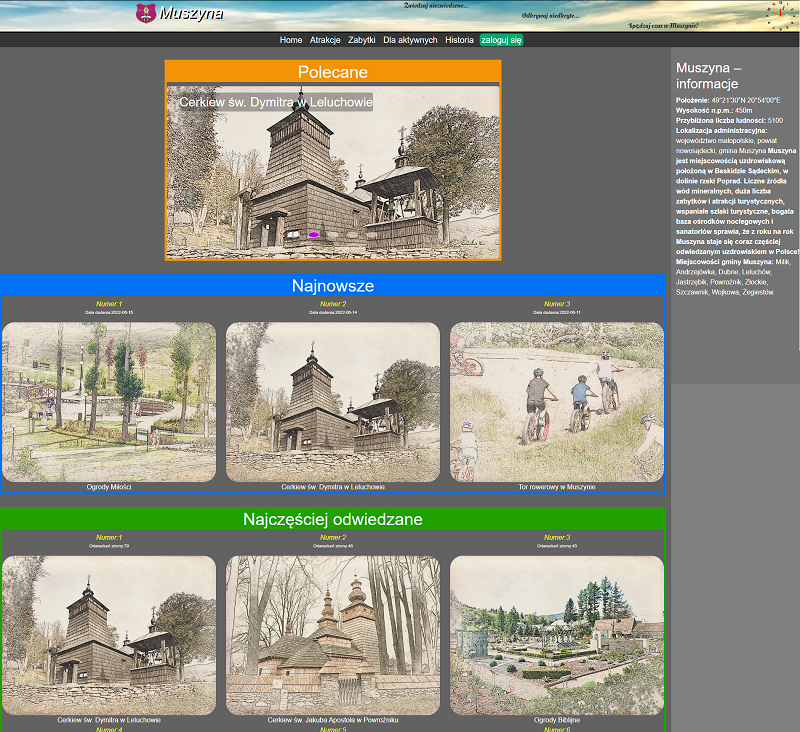 Muszyna
Zwiedzaj niezwiedzone...
Odkrywaj nieodkryte...
Spędzaj czas w Muszynie!
Home Atrakcje Zabytki Dla aktywnych Historia zaloguj się
Polecane
Cerkiew św. Dymitra w Leluchowie
Najnowsze
Numer:1
Data dodania:2022-06-15
Ogrody Miłości
Numer:2
Data dodania:2022-06-14
Cerkiew św. Dymitra w Leluchowie
Numer:3
Data dodania:2022-06-11
Tor rowerowy w Muszynie
Najczęściej odwiedzane
Numer:1
Odwiedzeń strony:79
Cerkiew św. Dymitra w Leluchowie
Numer:2
Odwiedzeń strony:48
Cerkiew św. Jakuba Apostoła w Powroźniku
Numer:3
Odwiedzeń strony:43
Ogrody Biblijne
Numer:4
Numer:5
Numer:6
Muszyna –
informacje
Położenie: 49°21'30"N 20°54'00"E
Wysokość n.p.m.: 450m
Przybliżona liczba ludności: 5100
Lokalizacja administracyjna:
województwo małopolskie, powiat
nowosądecki, gmina Muszyna Muszyna
jest miejscowością uzdrowiskową
położoną w Beskidzie Sądeckim, w
dolinie rzeki Poprad. Liczne źródła
wód mineralnych, duża liczba
zabytków i atrakcji turystycznych,
wspaniałe szlaki turystyczne, bogata
baza ośrodków noclegowych i
sanatoriów sprawia, że z roku na rok
Muszyna staje się coraz częściej
odwiedzanym uzdrowiskiem w Polsce!
Miejscowości gminy Muszyna: Milik,
Andrzejówka, Dubne, Leluchów,
Jastrzębik, Powroźnik, Złockie,
Szczawnik, Wojkowa, Żegiestów.